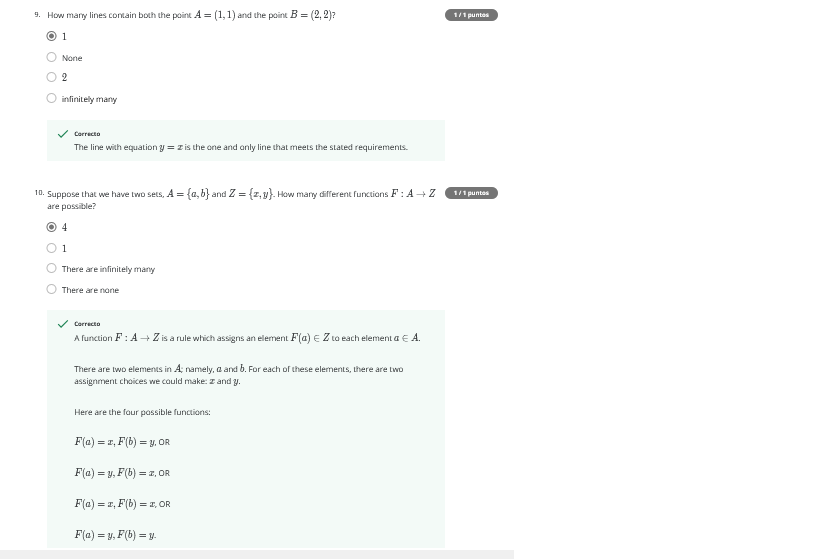 9. How many lines contain both the point A = (1, 1) and the point B = (2, 2)?
1 / 1 puntos
1
None
2
infinitely many
Correcto
The line with equation y = x is the one and only line that meets the stated requirements.
10. Suppose that we have two sets, A = {a, b} and Z = {x, y}. How many different functions F : A → Z
are possible?
1 / 1 puntos
4
1
There are infinitely many
There are none
Correcto
A function F : A → Z is a rule which assigns an element F(a) ∈ Z to each element a ∈ A.
There are two elements in A; namely, a and b. For each of these elements, there are two
assignment choices we could make: x and y.
Here are the four possible functions:
F(a) = x, F(b) = y, OR
F(a) = y, F(b) = x, OR
F(a) = x, F(b) = x, OR
F(a) = y, F(b) = y.